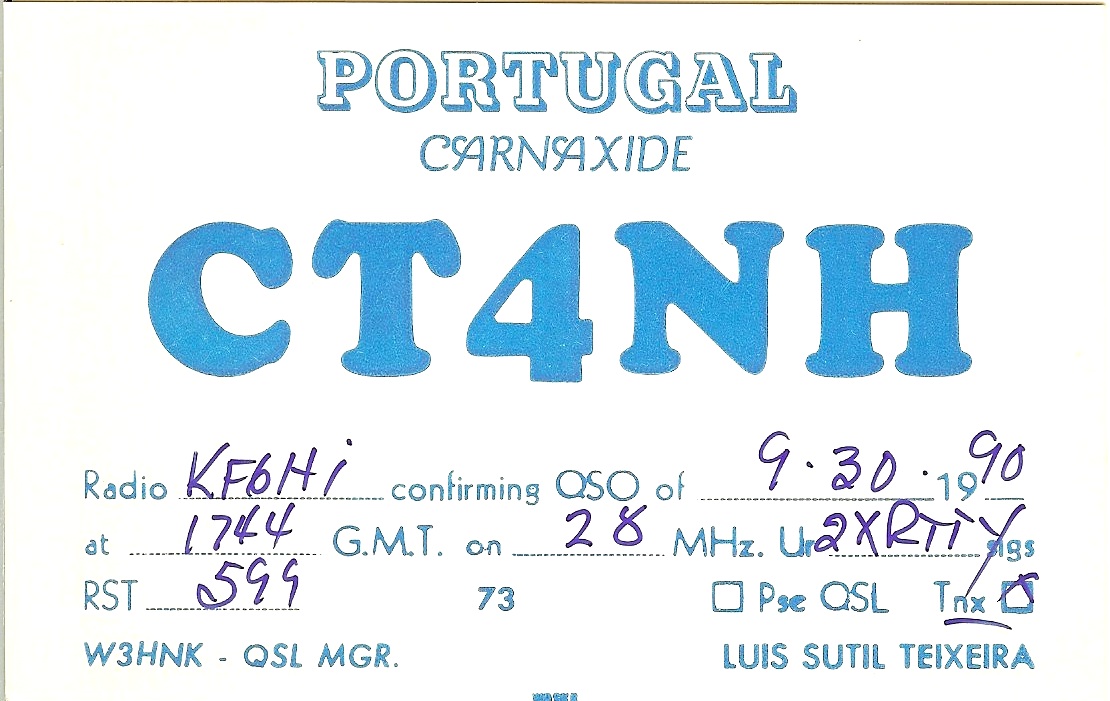 PORTUGAL
CARNAXIDE
CT4NH
Radio KF6Hi confirming QSO of 9.30.1990
at 1744 G.M.T. on 28 MHz. Ur 2XRTTY sigs
RST 599 73 Pse QSL Tnx
W3HNK - QSL MGR. LUIS SUTIL TEIXEIRA